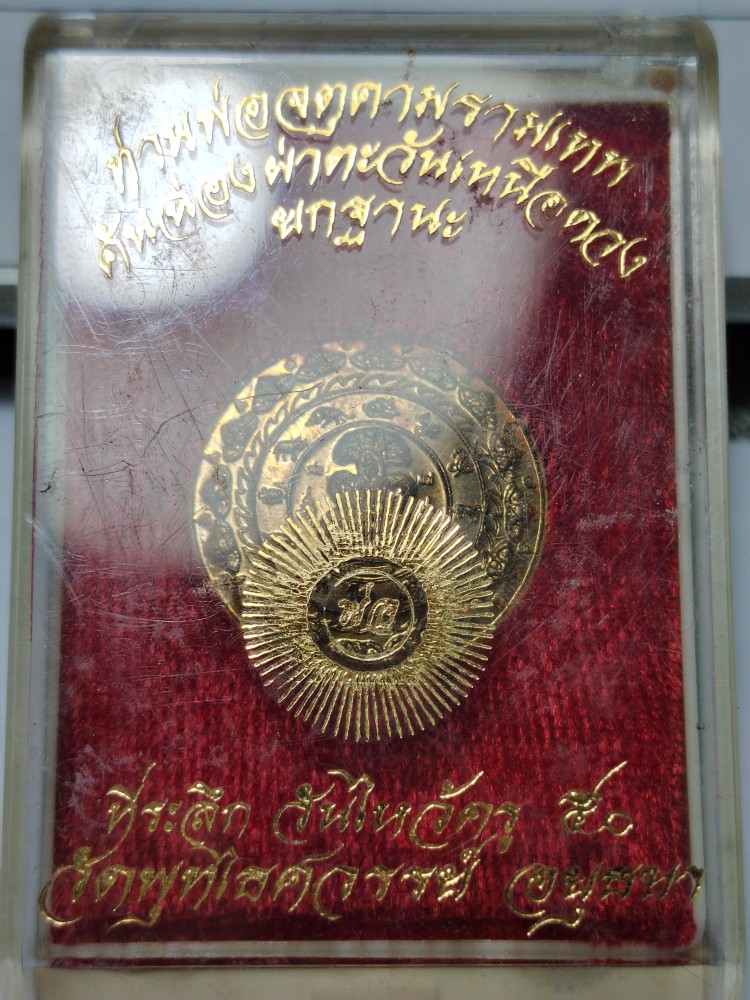 ท่านพ่อจตุคามรามเทพ
ผ่าตะวันเหนือดวง
ยกฐานะ
ที่ระลึก วันไหว้ครู ๕๐
วัดพุทไธศวรรย์ อยุธยา